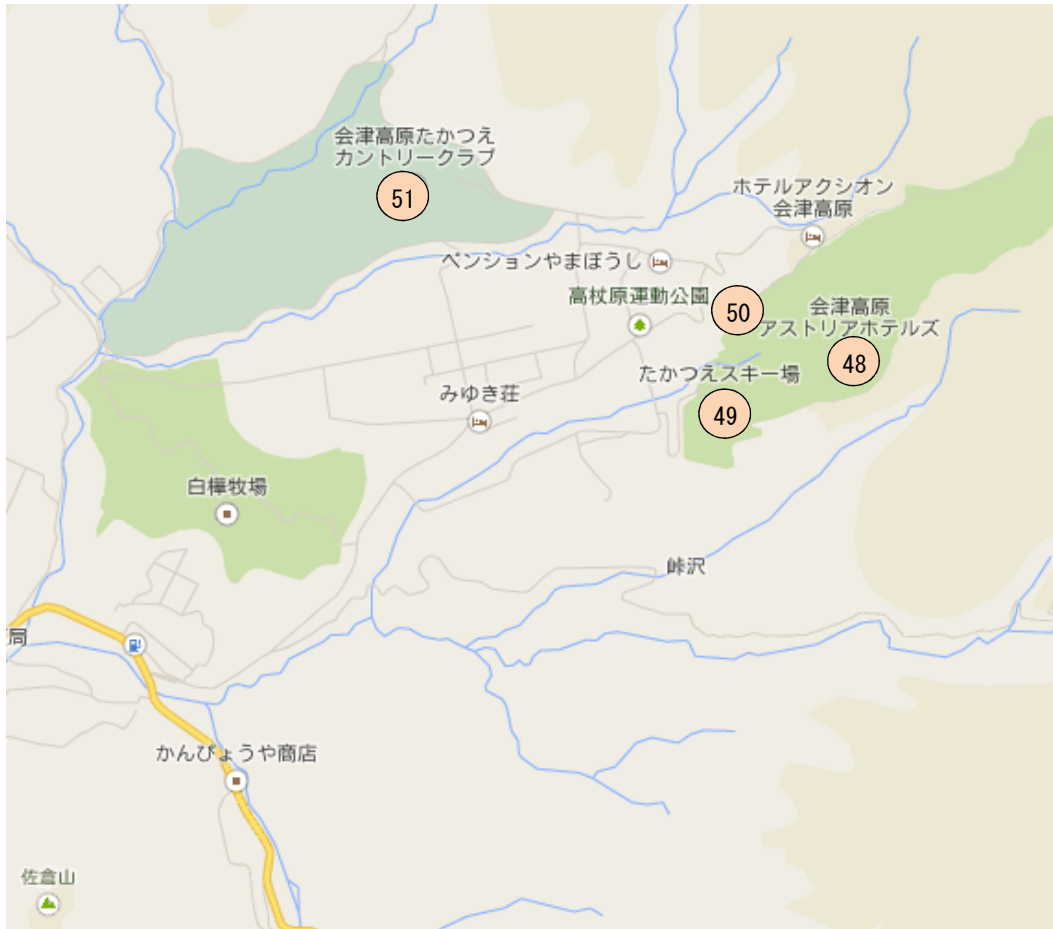 会津高原たかつえ
カントリークラブ
51
ホテルアクシオン
会津高原
ペンションやまぼうし
高杖原運動公園
50
会津高原
アストリアホテルズ
48
たかつえスキー場
49
みゆき荘
白樺牧場
峠沢
局
かんぴょうや商店
佐倉山